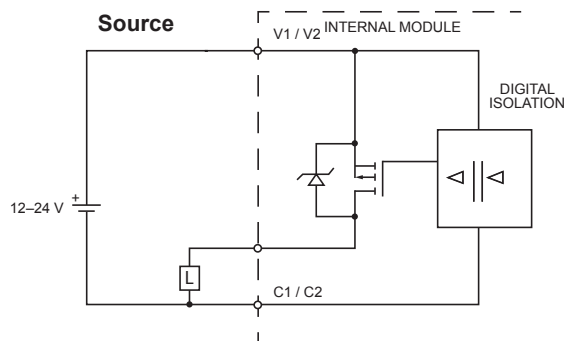 Source
V1 / V2
INTERNAL MODULE
DIGITAL
ISOLATION
+
12–24 V
L
C1 / C2